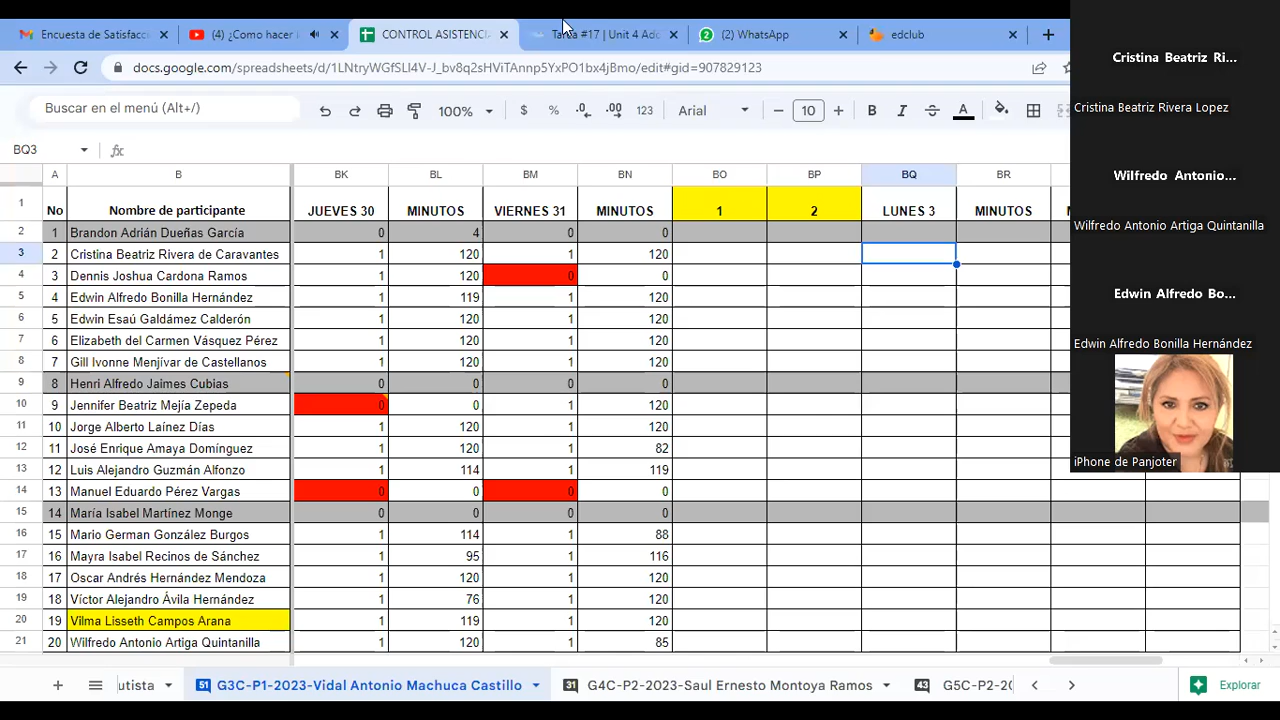 Encuesta de Satisfacc
(4) ¿Como hacer i
CONTROL ASISTENCIA
Tarea #17 | Unit 4 Adc
(2) WhatsApp
edclub
docs.google.com/spreadsheets/d/1LNtryWGfSLI4V-J_bv8q2sHViTAnnp5YxPO1bx4jBmo/edit#gid=907829123
Buscar en el menú (Alt+/)
100%
$ % .0 .00 123
Arial
10
B I S A
BQ3
fx
A B BK BL BM BN BO BP BQ BR
1 No Nombre de participante JUEVES 30 MINUTOS VIERNES 31 MINUTOS 1 2 LUNES 3 MINUTOS
2 1 Brandon Adrián Dueñas García 0 4 0 0
3 2 Cristina Beatriz Rivera de Caravantes 1 120 1 120
4 3 Dennis Joshua Cardona Ramos 1 120 0 0
5 4 Edwin Alfredo Bonilla Hernández 1 119 1 120
6 5 Edwin Esaú Galdámez Calderón 1 120 1 120
7 6 Elizabeth del Carmen Vásquez Pérez 1 120 1 120
8 7 Gill Ivonne Menjívar de Castellanos 1 120 1 120
9 8 Henri Alfredo Jaimes Cubias 0 0 0 0
10 9 Jennifer Beatriz Mejía Zepeda 0 0 1 120
11 10 Jorge Alberto Laínez Días 1 120 1 120
12 11 José Enrique Amaya Domínguez 1 120 1 82
13 12 Luis Alejandro Guzmán Alfonzo 1 114 1 119
14 13 Manuel Eduardo Pérez Vargas 0 0 0 0
15 14 María Isabel Martínez Monge 0 0 0 0
16 15 Mario German González Burgos 1 114 1 88
17 16 Mayra Isabel Recinos de Sánchez 1 95 1 116
18 17 Oscar Andrés Hernández Mendoza 1 120 1 120
19 18 Víctor Alejandro Ávila Hernández 1 76 1 120
20 19 Vilma Lisseth Campos Arana 1 119 1 120
21 20 Wilfredo Antonio Artiga Quintanilla 1 120 1 85
utista
51 G3C-P1-2023-Vidal Antonio Machuca Castillo
31 G4C-P2-2023-Saul Ernesto Montoya Ramos
43 G5C-P2-20
Explorar
Cristina Beatriz Ri...
Cristina Beatriz Rivera Lopez
Wilfredo Antonio...
Wilfredo Antonio Artiga Quintanilla
Edwin Alfredo Bo...
Edwin Alfredo Bonilla Hernández
iPhone de Panjoter